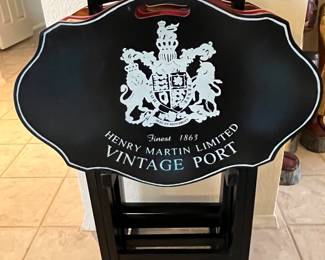 Finest 1863
HENRY MARTIN LIMITED
VINTAGE PORT